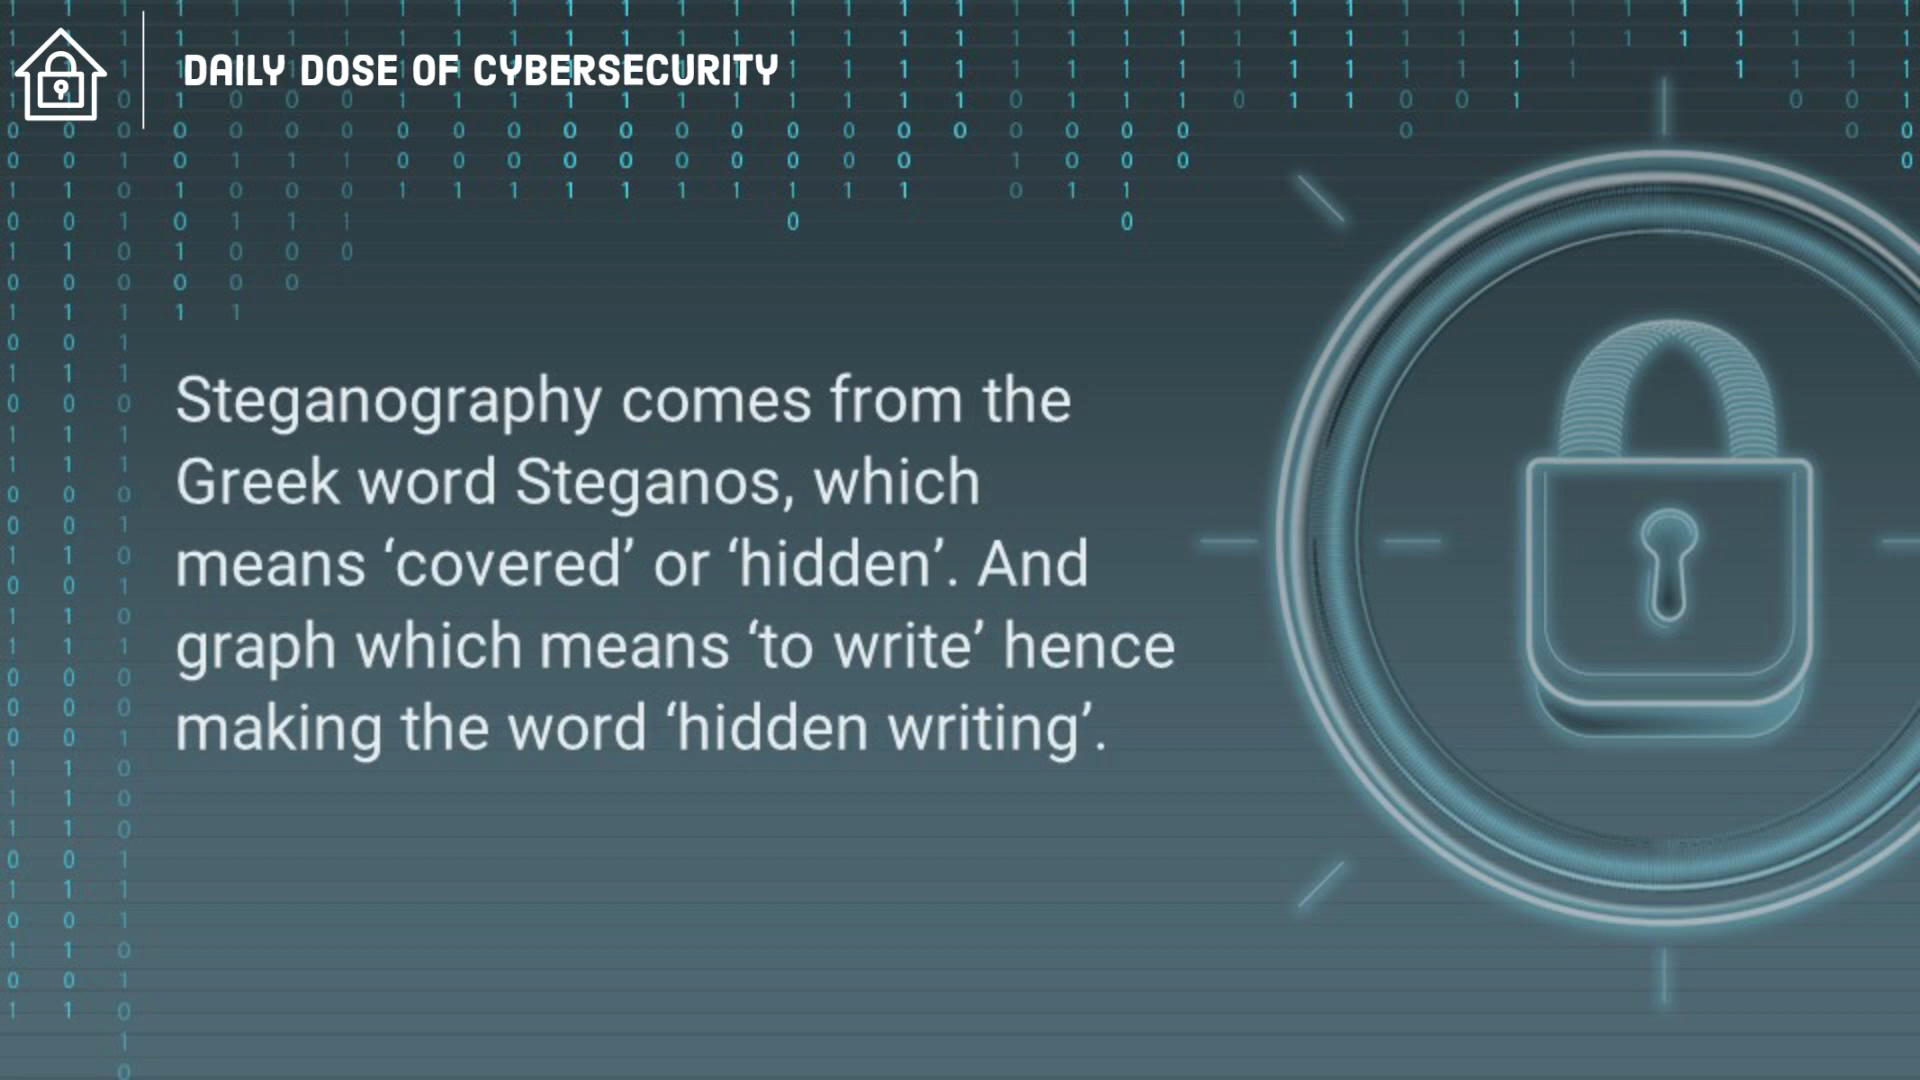 DAILY DOSE OF CYBERSECURITY
Steganography comes from the
Greek word Steganos, which
means ‘covered’ or ‘hidden’. And
graph which means ‘to write’ hence
making the word ‘hidden writing’.